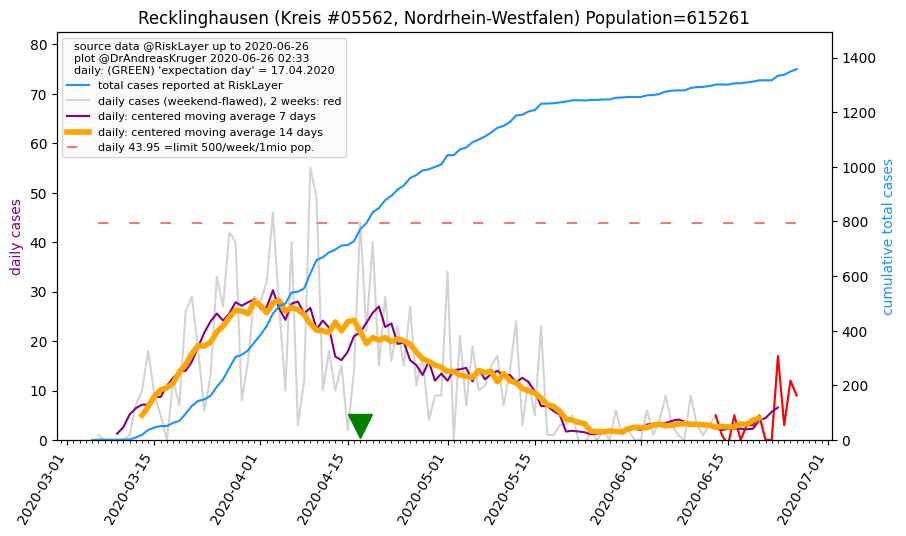 Recklinghausen (Kreis #05562, Nordrhein-Westfalen) Population=615261
source data @RiskLayer up to 2020-06-26
plot @DrAndreasKruger 2020-06-26 02:33
daily: (GREEN) 'expectation day' = 17.04.2020
total cases reported at RiskLayer
daily cases (weekend-flawed), 2 weeks: red
daily: centered moving average 7 days
daily: centered moving average 14 days
daily 43.95 =limit 500/week/1mio pop.
daily cases
80
70
60
50
40
30
20
10
0
1400
1200
1000
800
600
400
200
0
cumulative total cases
2020-03-01
2020-03-15
2020-04-01
2020-04-15
2020-05-01
2020-05-15
2020-06-01
2020-06-15
2020-07-01